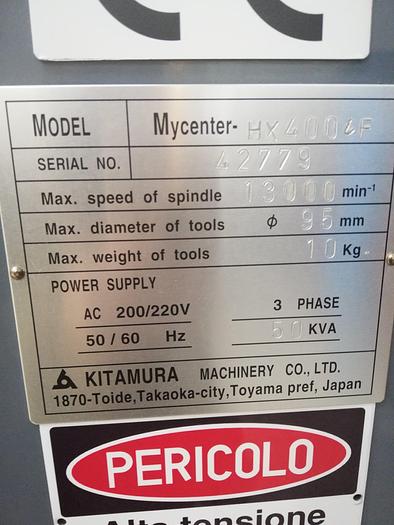 CE
MODEL Mycenter- HX400iF
SERIAL NO. 42779
Max. speed of spindle 13000 min-1
Max. diameter of tools ϕ 95 mm
Max. weight of tools 10 Kg.
POWER SUPPLY
AC 200/220V 3 PHASE
50/60 Hz 50 KVA
KITAMURA MACHINERY CO., LTD.
1870-Toide,Takaoka-city,Toyama pref, Japan
PERICOLO
Alta tensione